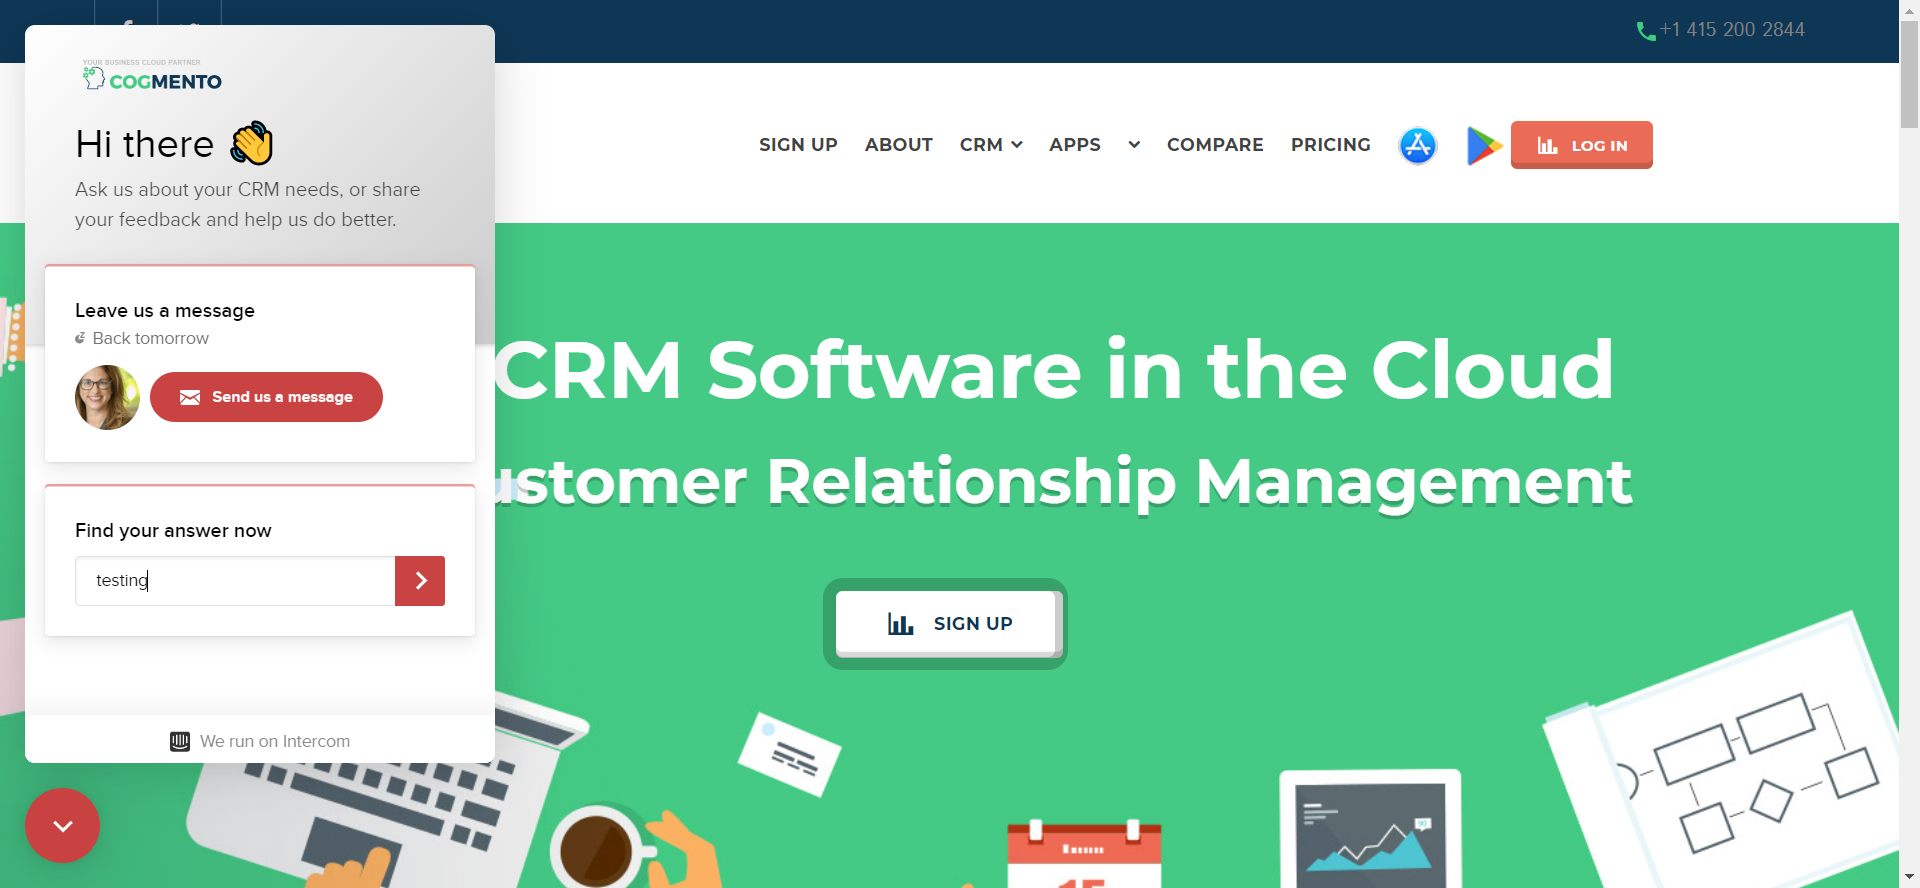 +1 415 200 2844
YOUR BUSINESS CLOUD PARTNER
COGMENTO
Hi there
Ask us about your CRM needs, or share
your feedback and help us do better.
Leave us a message
Back tomorrow
Send us a message
Find your answer now
testing
We run on Intercom
SIGN UP ABOUT CRM APPS COMPARE PRICING LOG IN
CRM Software in the Cloud
ustomer Relationship Management
SIGN UP
90
15